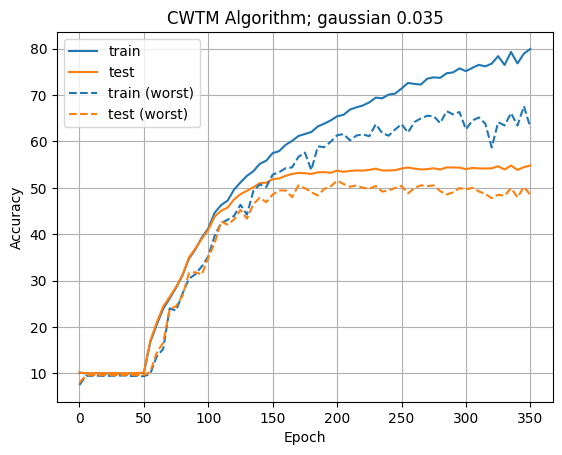 CWTM Algorithm; gaussian 0.035
train
test
train (worst)
test (worst)
Accuracy
80
70
60
50
40
30
20
10
0 50 100 150 200 250 300 350
Epoch